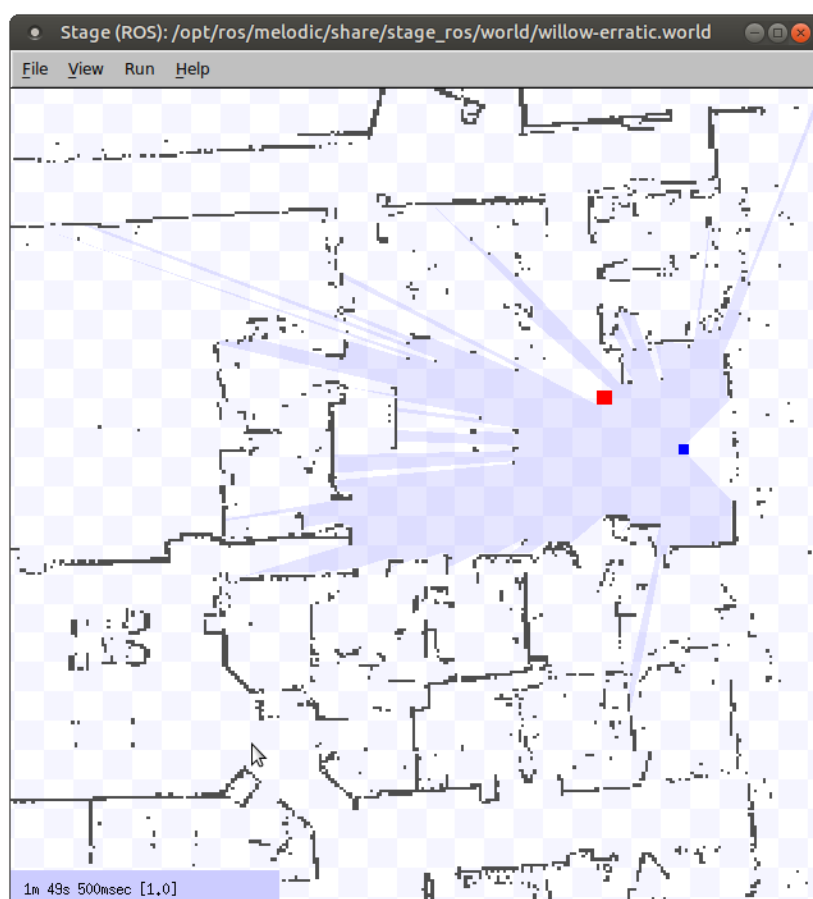 Stage (ROS): /opt/ros/melodic/share/stage_ros/world/willow-erratic.world
File View Run Help
1m 49s 500msec [1.0]